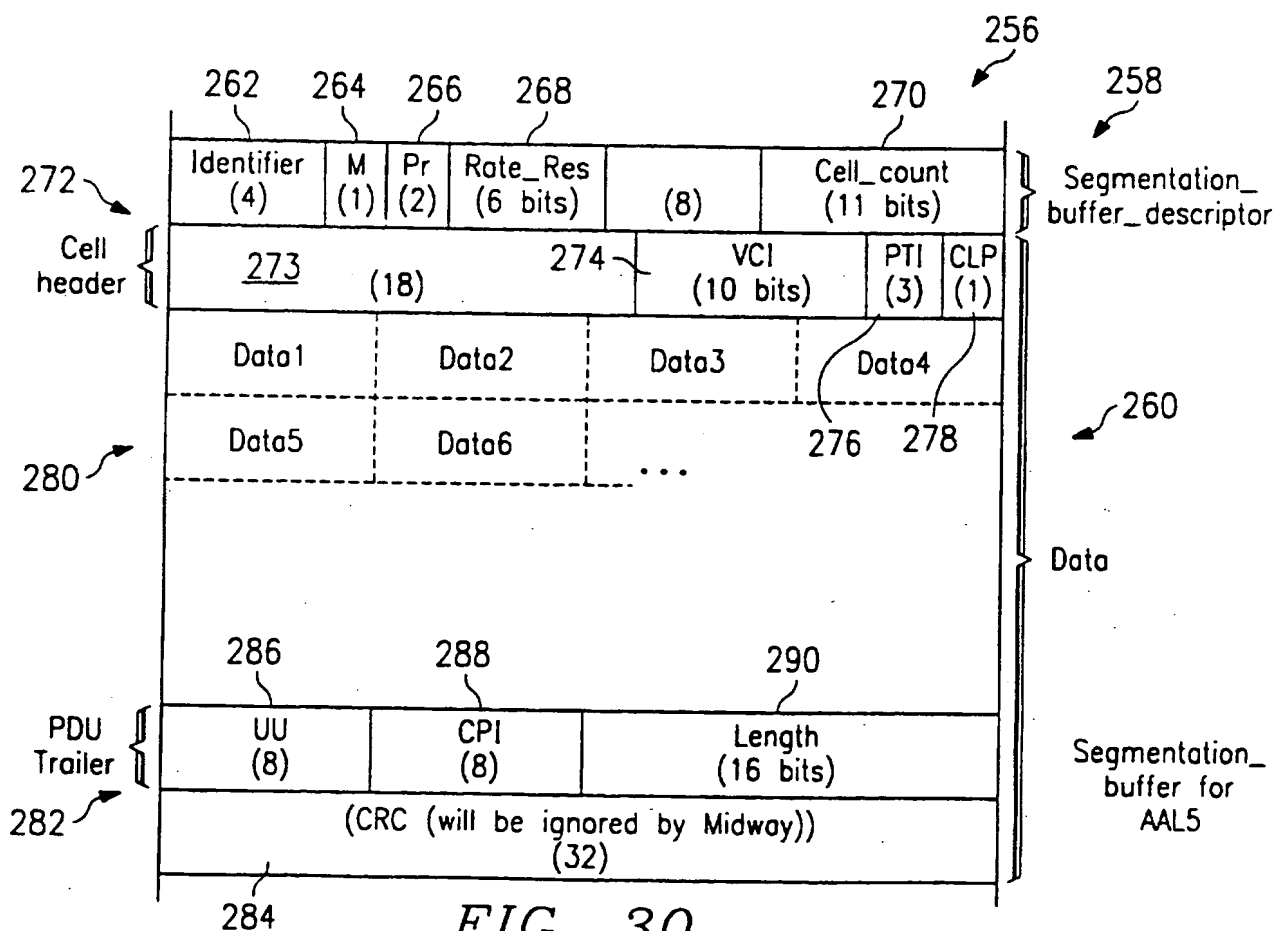 256
262 264 266 268 270 258
Identifier (4) M (1) Pr (2) Rate_Res (6 bits) (8) Cell_count (11 bits)
Segmentation_
buffer_descriptor
272
Cell
header
273 (18) 274 VCI (10 bits) PTI (3) CLP (1)
Data1 Data2 Data3 Data4
Data5 Data6 ...
276 278 260
280
Data
286 288 290
PDU
Trailer
UU (8) CPI (8) Length (16 bits)
282
(CRC (will be ignored by Midway))
(32)
Segmentation_
buffer for
AAL5
284
FIG. 30